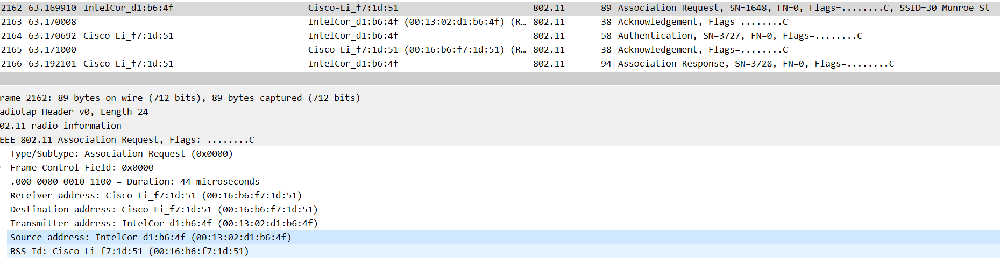 2162 63.169910 IntelCor_d1:b6:4f Cisco-Li_f7:1d:51 802.11 89 Association Request, SN=1648, FN=0, Flags=........C, SSID=30 Munroe St
2163 63.170008 IntelCor_d1:b6:4f (00:13:02:d1:b6:4f) (R… 802.11 38 Acknowledgement, Flags=........C
2164 63.170692 Cisco-Li_f7:1d:51 IntelCor_d1:b6:4f 802.11 58 Authentication, SN=3727, FN=0, Flags=........C
2165 63.171000 Cisco-Li_f7:1d:51 (00:16:b6:f7:1d:51) (R… 802.11 38 Acknowledgement, Flags=........C
2166 63.192101 Cisco-Li_f7:1d:51 IntelCor_d1:b6:4f 802.11 94 Association Response, SN=3728, FN=0, Flags=........C
rame 2162: 89 bytes on wire (712 bits), 89 bytes captured (712 bits)
adiotap Header v0, Length 24
02.11 radio information
EEE 802.11 Association Request, Flags: ........C
Type/Subtype: Association Request (0x0000)
Frame Control Field: 0x0000
.000 0000 0010 1100 = Duration: 44 microseconds
Receiver address: Cisco-Li_f7:1d:51 (00:16:b6:f7:1d:51)
Destination address: Cisco-Li_f7:1d:51 (00:16:b6:f7:1d:51)
Transmitter address: IntelCor_d1:b6:4f (00:13:02:d1:b6:4f)
Source address: IntelCor_d1:b6:4f (00:13:02:d1:b6:4f)
BSS Id: Cisco-Li_f7:1d:51 (00:16:b6:f7:1d:51)